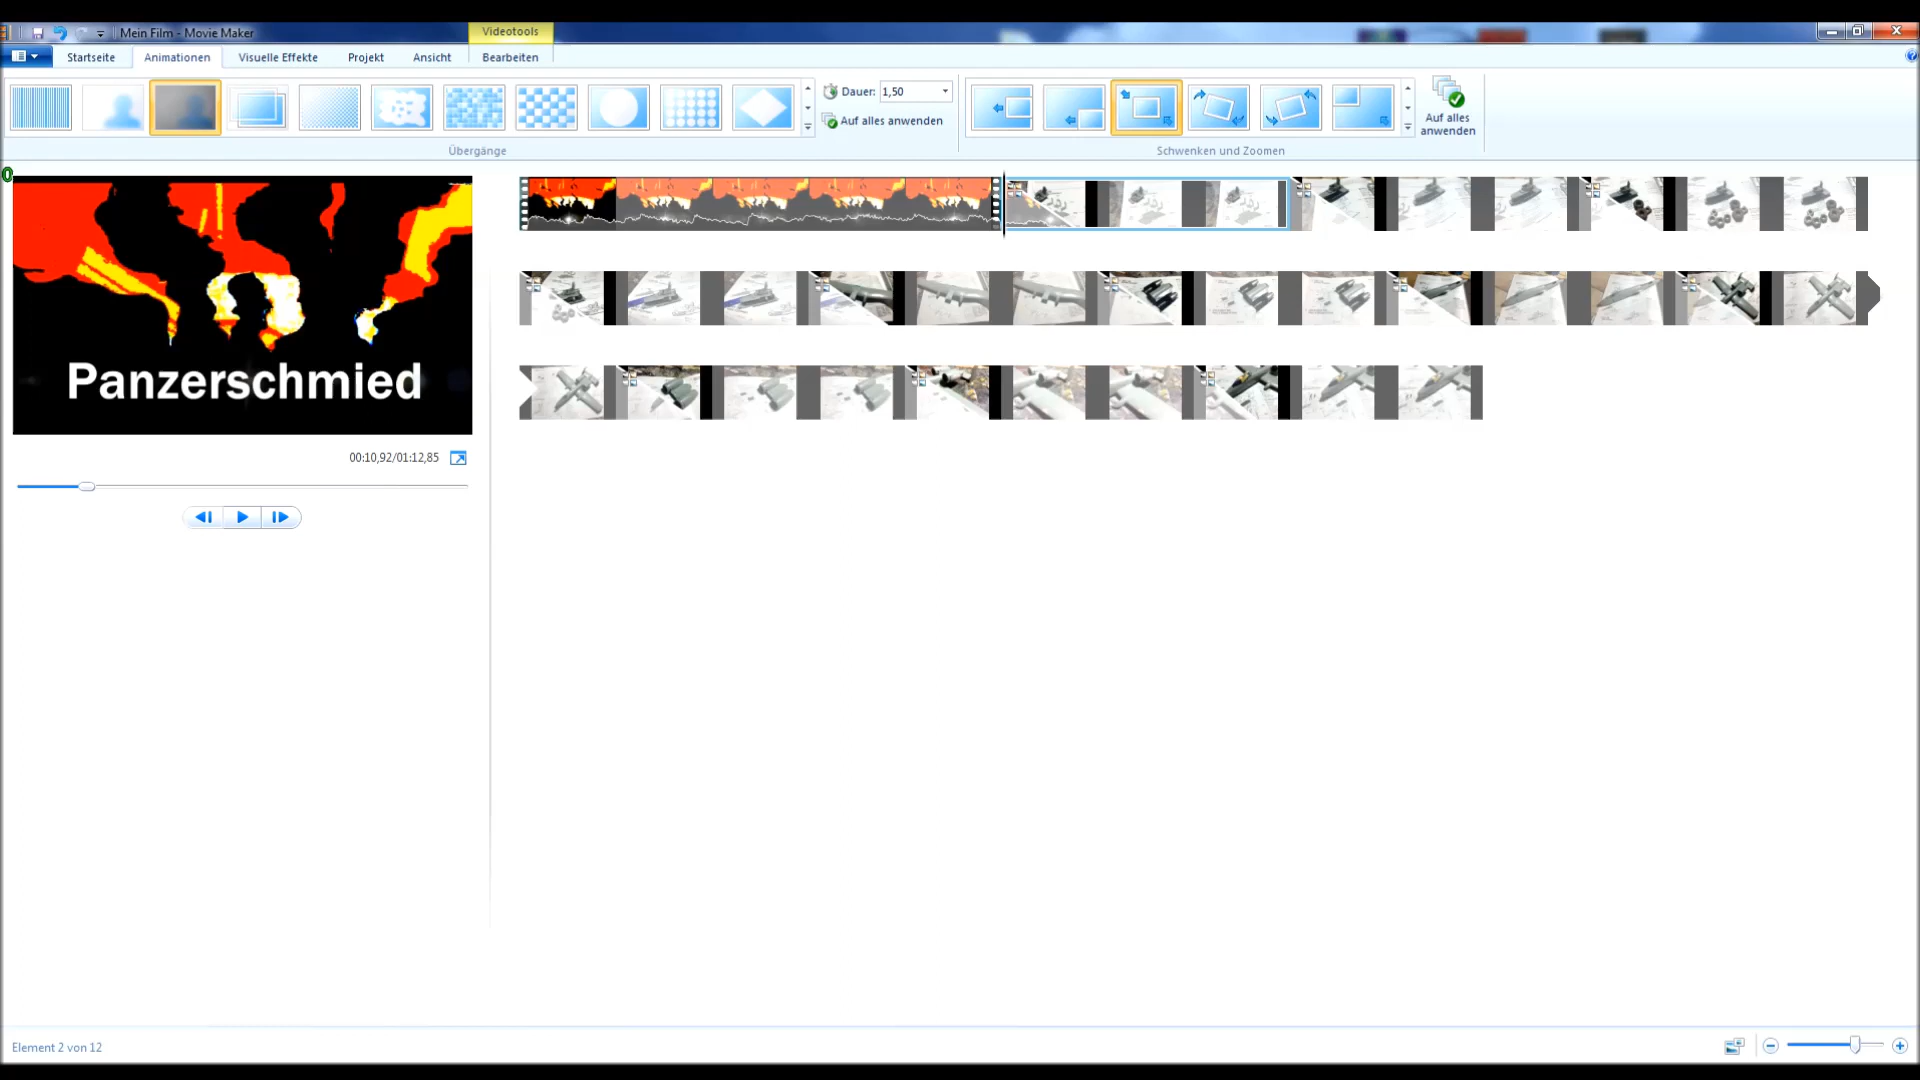 Mein Film - Movie Maker
Videotools
Startseite
Animationen
Visuelle Effekte
Projekt
Ansicht
Bearbeiten
Dauer: 1,50
Auf alles anwenden
Auf alles
anwenden
Übergänge
Schwenken und Zoomen
0
Panzerschmied
00:10,92/01:12,85
Element 2 von 12